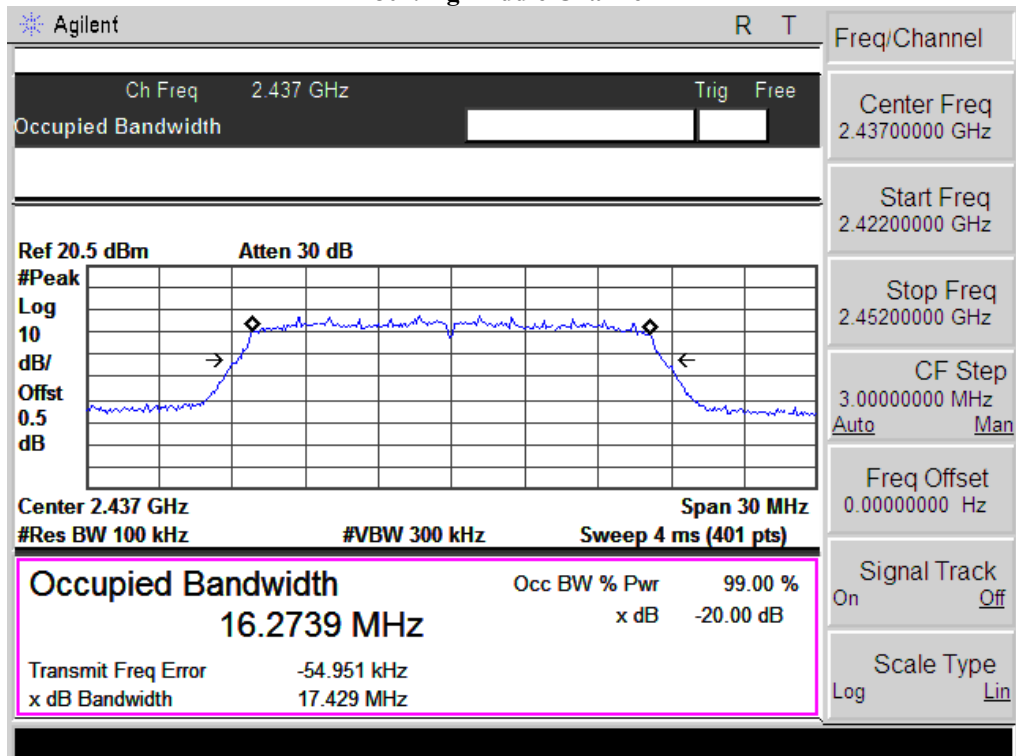 Agilent R T
Ch Freq 2.437 GHz Trig Free
Occupied Bandwidth
Ref 20.5 dBm Atten 30 dB
#Peak
Log
10
dB/
Offst
0.5
dB
Center 2.437 GHz Span 30 MHz
#Res BW 100 kHz #VBW 300 kHz Sweep 4 ms (401 pts)
Occupied Bandwidth Occ BW % Pwr 99.00 %
16.2739 MHz x dB -20.00 dB
Transmit Freq Error -54.951 kHz
x dB Bandwidth 17.429 MHz
Freq/Channel
Center Freq
2.43700000 GHz
Start Freq
2.42200000 GHz
Stop Freq
2.45200000 GHz
CF Step
3.00000000 MHz
Auto Man
Freq Offset
0.00000000 Hz
Signal Track
On Off
Scale Type
Log Lin